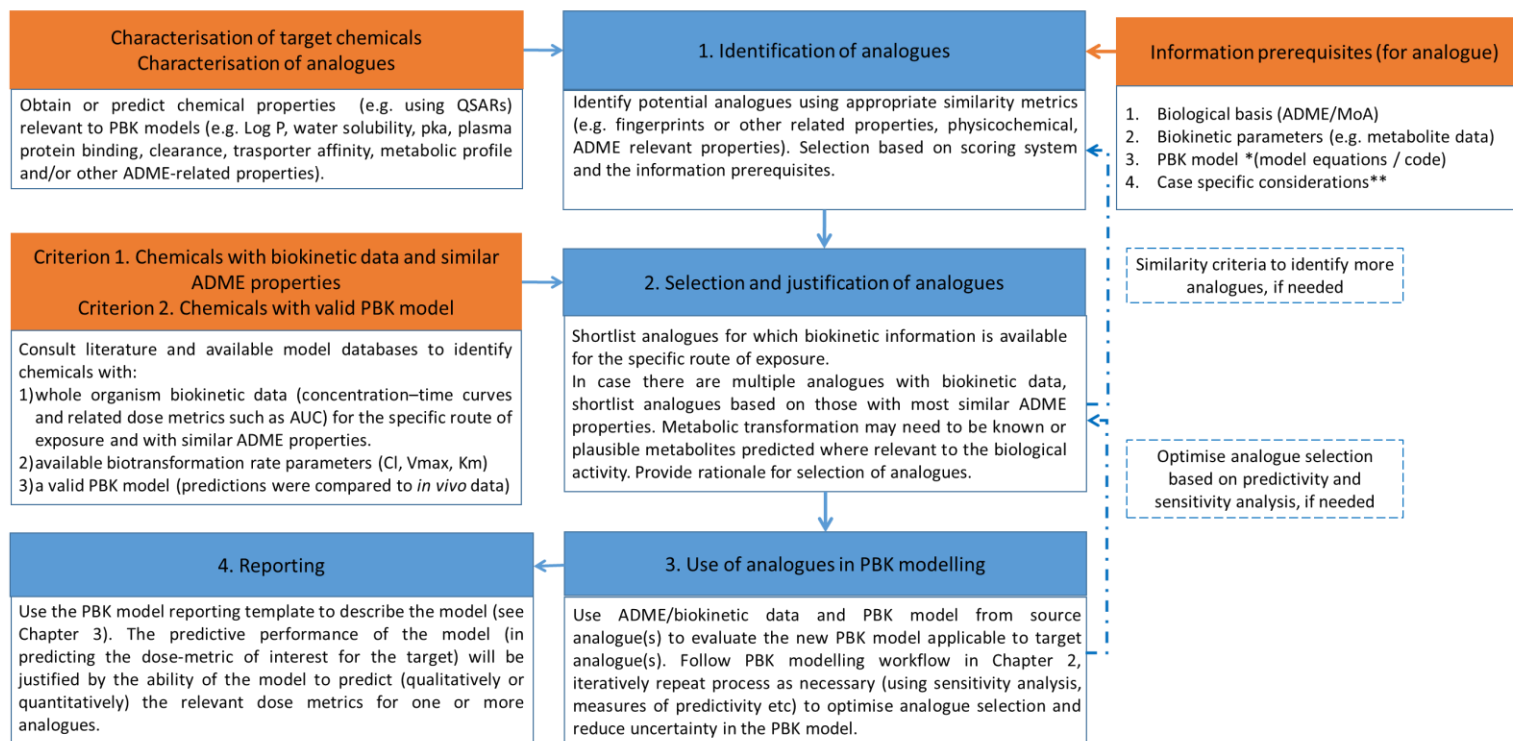 Characterisation of target chemicals
Characterisation of analogues
Obtain or predict chemical properties (e.g. using QSARs)
relevant to PBK models (e.g. Log P, water solubility, pka, plasma
protein binding, clearance, trasporter affinity, metabolic profile
and/or other ADME-related properties).
1. Identification of analogues
Identify potential analogues using appropriate similarity metrics
(e.g. fingerprints or other related properties, physicochemical,
ADME relevant properties). Selection based on scoring system
and the information prerequisites.
Information prerequisites (for analogue)
1. Biological basis (ADME/MoA)
2. Biokinetic parameters (e.g. metabolite data)
3. PBK model *(model equations / code)
4. Case specific considerations**
Criterion 1. Chemicals with biokinetic data and similar
ADME properties
Criterion 2. Chemicals with valid PBK model
Consult literature and available model databases to identify
chemicals with:
1)whole organism biokinetic data (concentration–time curves
and related dose metrics such as AUC) for the specific route of
exposure and with similar ADME properties.
2)available biotransformation rate parameters (Cl, Vmax, Km)
3)a valid PBK model (predictions were compared to in vivo data)
2. Selection and justification of analogues
Shortlist analogues for which biokinetic information is available
for the specific route of exposure.
In case there are multiple analogues with biokinetic data,
shortlist analogues based on those with most similar ADME
properties. Metabolic transformation may need to be known or
plausible metabolites predicted where relevant to the biological
activity. Provide rationale for selection of analogues.
Similarity criteria to identify more
analogues, if needed
Optimise analogue selection
based on predictivity and
sensitivity analysis, if needed
4. Reporting
Use the PBK model reporting template to describe the model (see
Chapter 3). The predictive performance of the model (in
predicting the dose-metric of interest for the target) will be
justified by the ability of the model to predict (qualitatively or
quantitatively) the relevant dose metrics for one or more
analogues.
3. Use of analogues in PBK modelling
Use ADME/biokinetic data and PBK model from source
analogue(s) to evaluate the new PBK model applicable to target
analogue(s). Follow PBK modelling workflow in Chapter 2,
iteratively repeat process as necessary (using sensitivity analysis,
measures of predictivity etc) to optimise analogue selection and
reduce uncertainty in the PBK model.